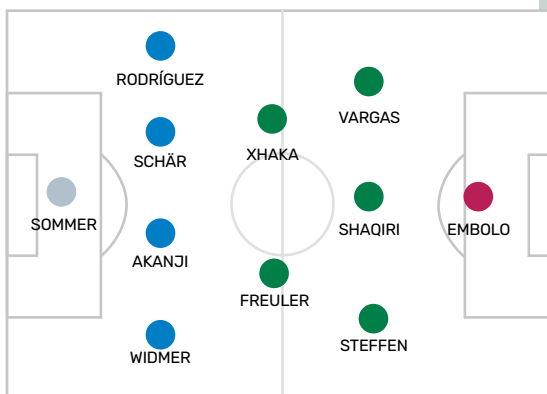 RODRÍGUEZ
VARGAS
XHAKA
SCHÄR
SOMMER
SHAQIRI
EMBOLO
AKANJI
FREULER
STEFFEN
WIDMER